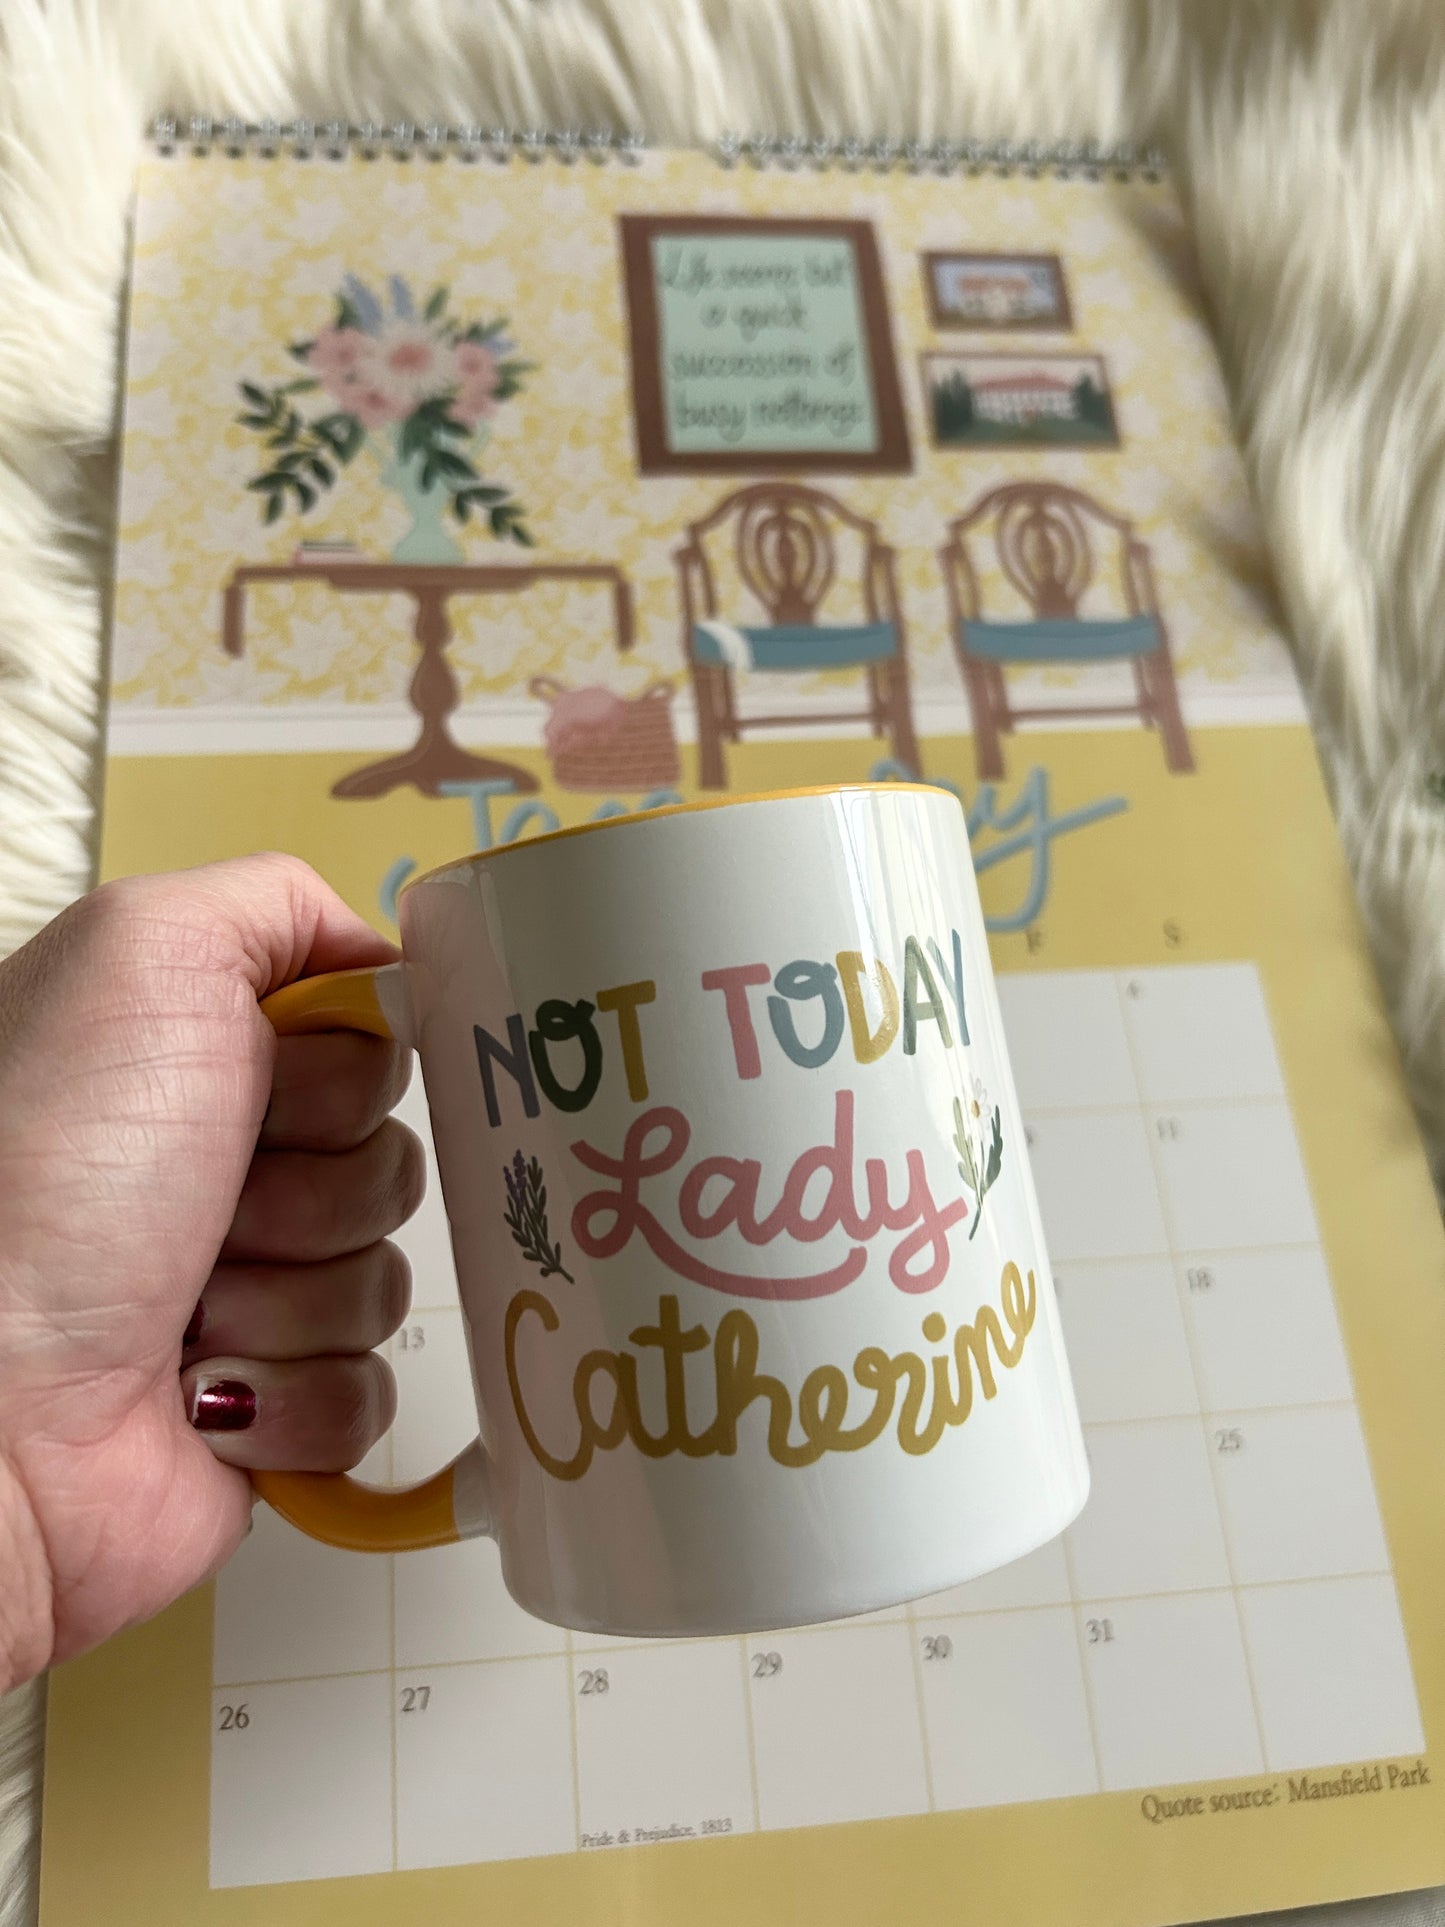 Life seems but
a quick
succession of
busy nothings
NOT TODAY
Lady
Catherine
F S
4
11
18
13
25
26 27 28 29 30 31
Pride & Prejudice, 1813
Quote source: Mansfield Park